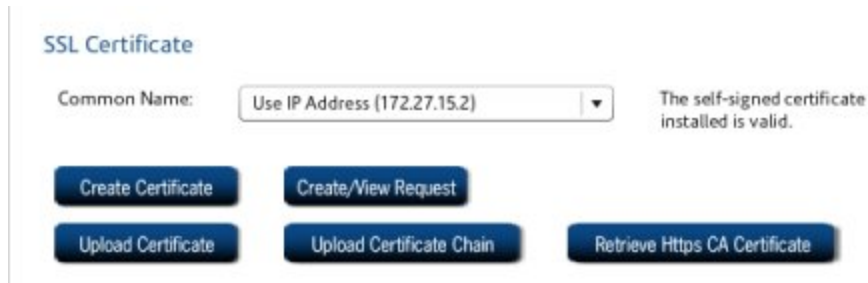 SSL Certificate
Common Name: Use IP Address (172.27.15.2) The self-signed certificate
installed is valid.
Create Certificate Create/View Request
Upload Certificate Upload Certificate Chain Retrieve Https CA Certificate